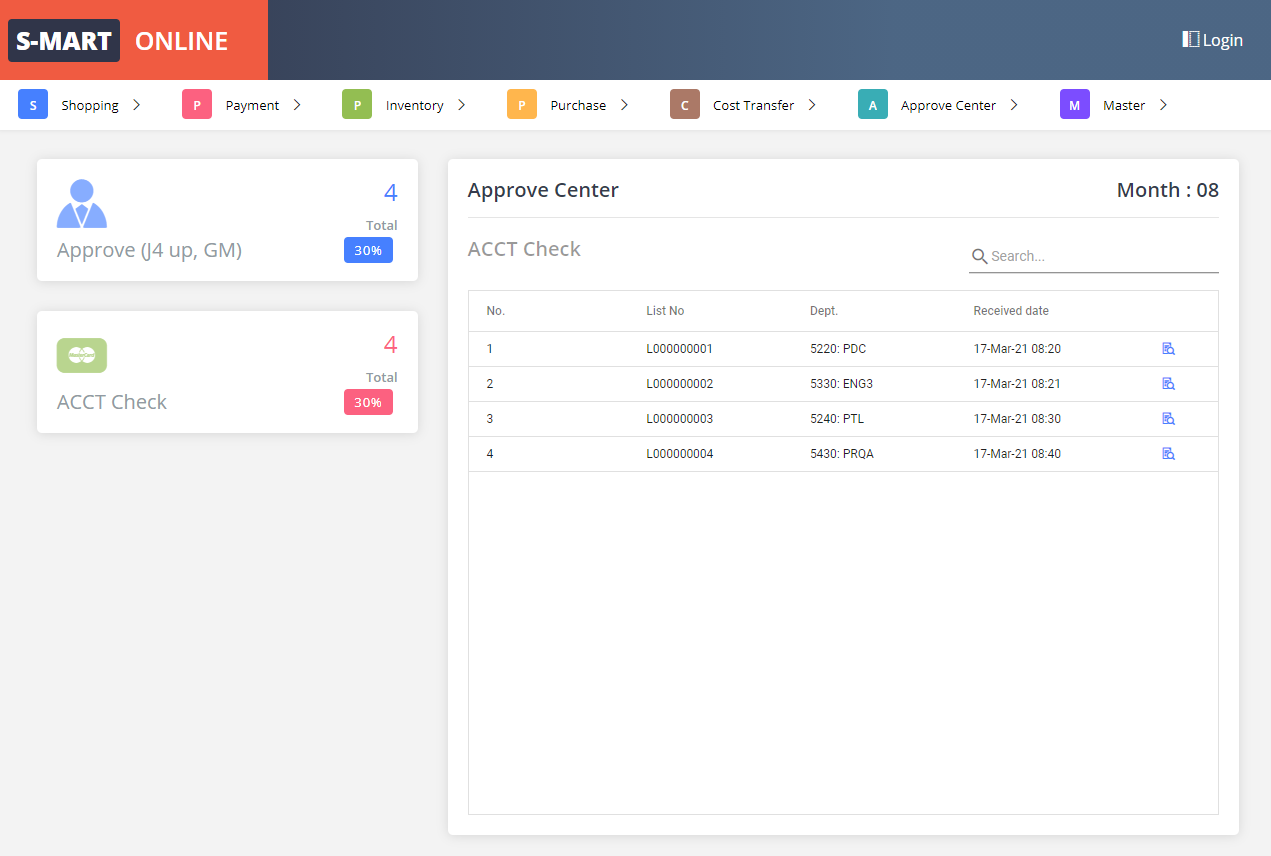 S-MART ONLINE
Login
S Shopping P Payment P Inventory P Purchase C Cost Transfer A Approve Center M Master
4
Total
Approve (J4 up, GM) 30%
MasterCard
4
Total
ACCT Check 30%
Approve Center Month : 08
ACCT Check
Search...
No. List No Dept. Received date
1 L000000001 5220: PDC 17-Mar-21 08:20
2 L000000002 5330: ENG3 17-Mar-21 08:21
3 L000000003 5240: PTL 17-Mar-21 08:30
4 L000000004 5430: PRQA 17-Mar-21 08:40